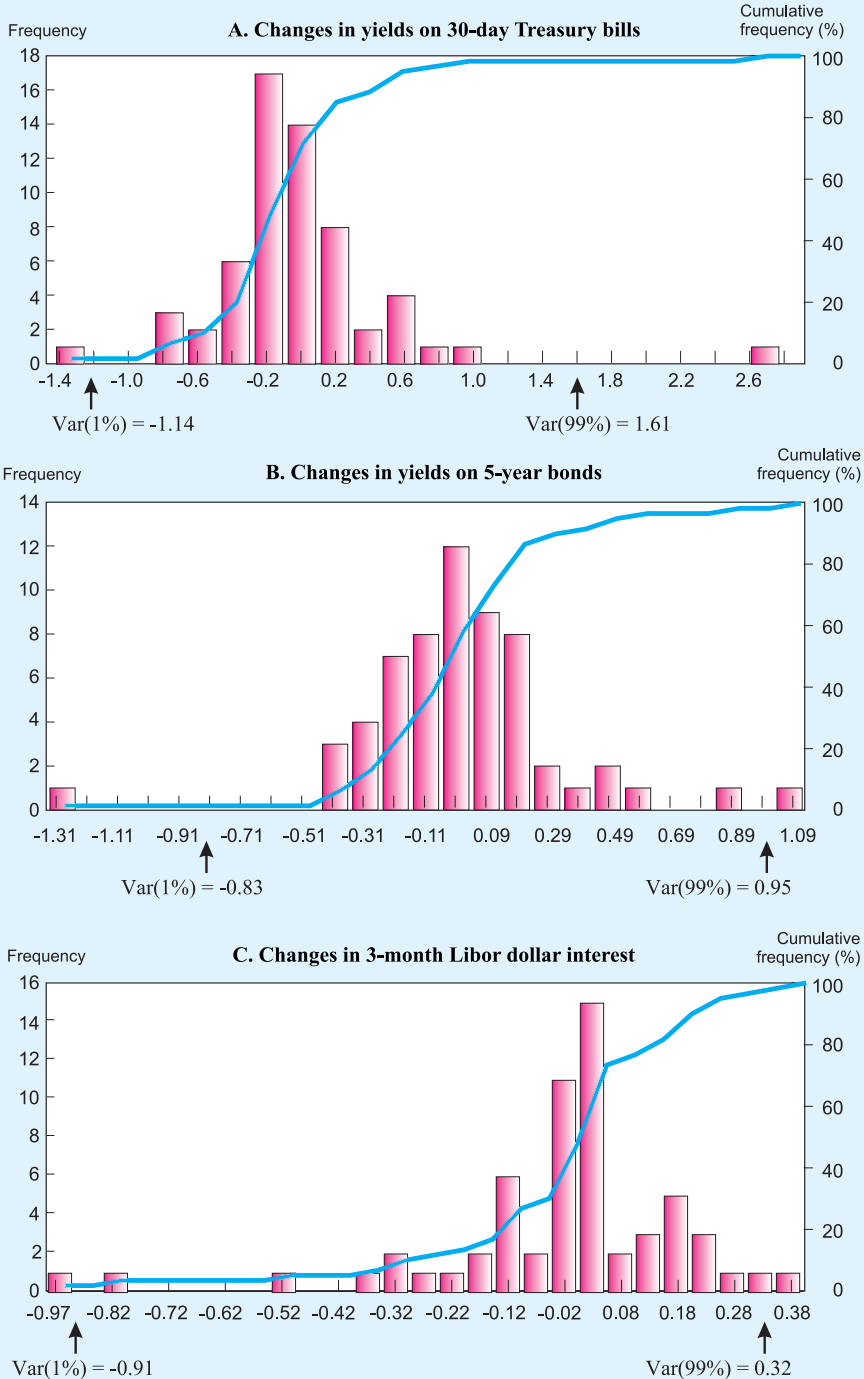 Frequency
A. Changes in yields on 30-day Treasury bills
Cumulative
frequency (%)
18
16
14
12
10
8
6
4
2
0
100
80
60
40
20
0
-1.4 -1.0 -0.6 -0.2 0.2 0.6 1.0 1.4 1.8 2.2 2.6
Var(1%) = -1.14
Var(99%) = 1.61
Frequency
B. Changes in yields on 5-year bonds
Cumulative
frequency (%)
14
12
10
8
6
4
2
0
100
80
60
40
20
0
-1.31 -1.11 -0.91 -0.71 -0.51 -0.31 -0.11 0.09 0.29 0.49 0.69 0.89 1.09
Var(1%) = -0.83
Var(99%) = 0.95
Frequency
C. Changes in 3-month Libor dollar interest
Cumulative
frequency (%)
16
14
12
10
8
6
4
2
0
100
80
60
40
20
0
-0.97 -0.82 -0.72 -0.62 -0.52 -0.42 -0.32 -0.22 -0.12 -0.02 0.08 0.18 0.28 0.38
Var(1%) = -0.91
Var(99%) = 0.32